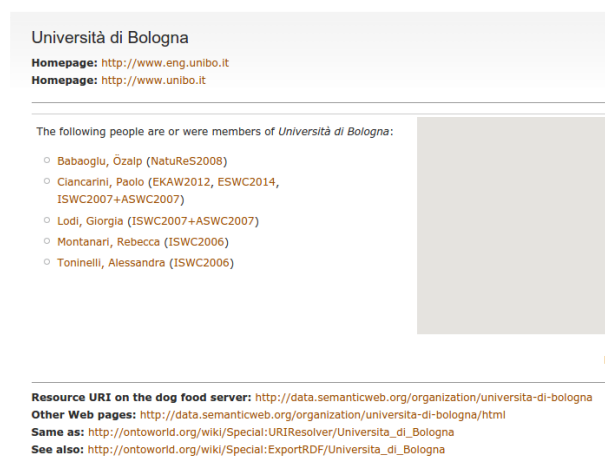 Università di Bologna
Homepage: http://www.eng.unibo.it
Homepage: http://www.unibo.it
The following people are or were members of Università di Bologna:
Babaoglu, Özalp (NatuReS2008)
Ciancarini, Paolo (EKAW2012, ESWC2014,
ISWC2007+ASWC2007)
Lodi, Giorgia (ISWC2007+ASWC2007)
Montanari, Rebecca (ISWC2006)
Toninelli, Alessandra (ISWC2006)
Resource URI on the dog food server: http://data.semanticweb.org/organization/universita-di-bologna
Other Web pages: http://data.semanticweb.org/organization/universita-di-bologna/html
Same as: http://ontoworld.org/wiki/Special:URIResolver/Universita_di_Bologna
See also: http://ontoworld.org/wiki/Special:ExportRDF/Universita_di_Bologna